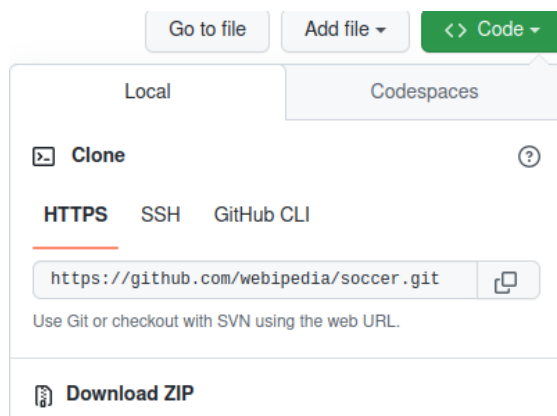 Go to file Add file <> Code
Local Codespaces
Clone
HTTPS SSH GitHub CLI
https://github.com/webipedia/soccer.git
Use Git or checkout with SVN using the web URL.
Download ZIP